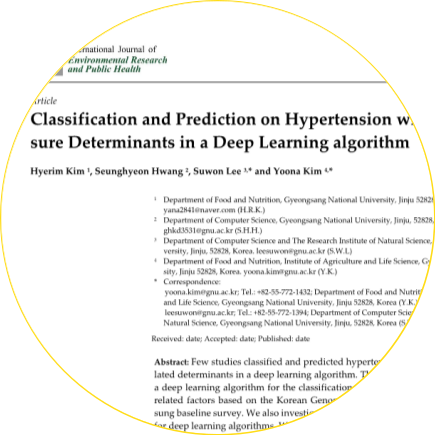 national Journal of
Environmental Research
and Public Health
Article
Classification and Prediction on Hypertension w
sure Determinants in a Deep Learning algorithm
Hyerim Kim ¹, Seunghyeon Hwang ², Suwon Lee ³,* and Yoona Kim ⁴,*
¹ Department of Food and Nutrition, Gyeongsang National University, Jinju 52828
yana2841@naver.com (H.R.K.)
² Department of Computer Science, Gyeongsang National University, Jinju, 52828,
ghkd3531@gnu.ac.kr (S.H.H.)
³ Department of Computer Science and The Research Institute of Natural Science,
versity, Jinju, 52828, Korea. leesuwon@gnu.ac.kr (S.W.L)
⁴ Department of Food and Nutrition, Institute of Agriculture and Life Science, G
sity, Jinju 52828, Korea. yoona.kim@gnu.ac.kr (Y.K.)
* Correspondence:
yoona.kim@gnu.ac.kr; Tel.: +82-55-772-1432; Department of Food and Nutrit
and Life Science, Gyeongsang National University, Jinju 52828, Korea (Y.K.
leesuwon@gnu.ac.kr; Tel.: +82-55-772-1394; Department of Computer Scie
Natural Science, Gyeongsang National University, Jinju, 52828, Korea (S.
Received: date; Accepted: date; Published: date
Abstract: Few studies classified and predicted hyperte
lated determinants in a deep learning algorithm. T
a deep learning algorithm for the classification
related factors based on the Korean Geno
sung baseline survey. We also investi
for deep learning algorithms.